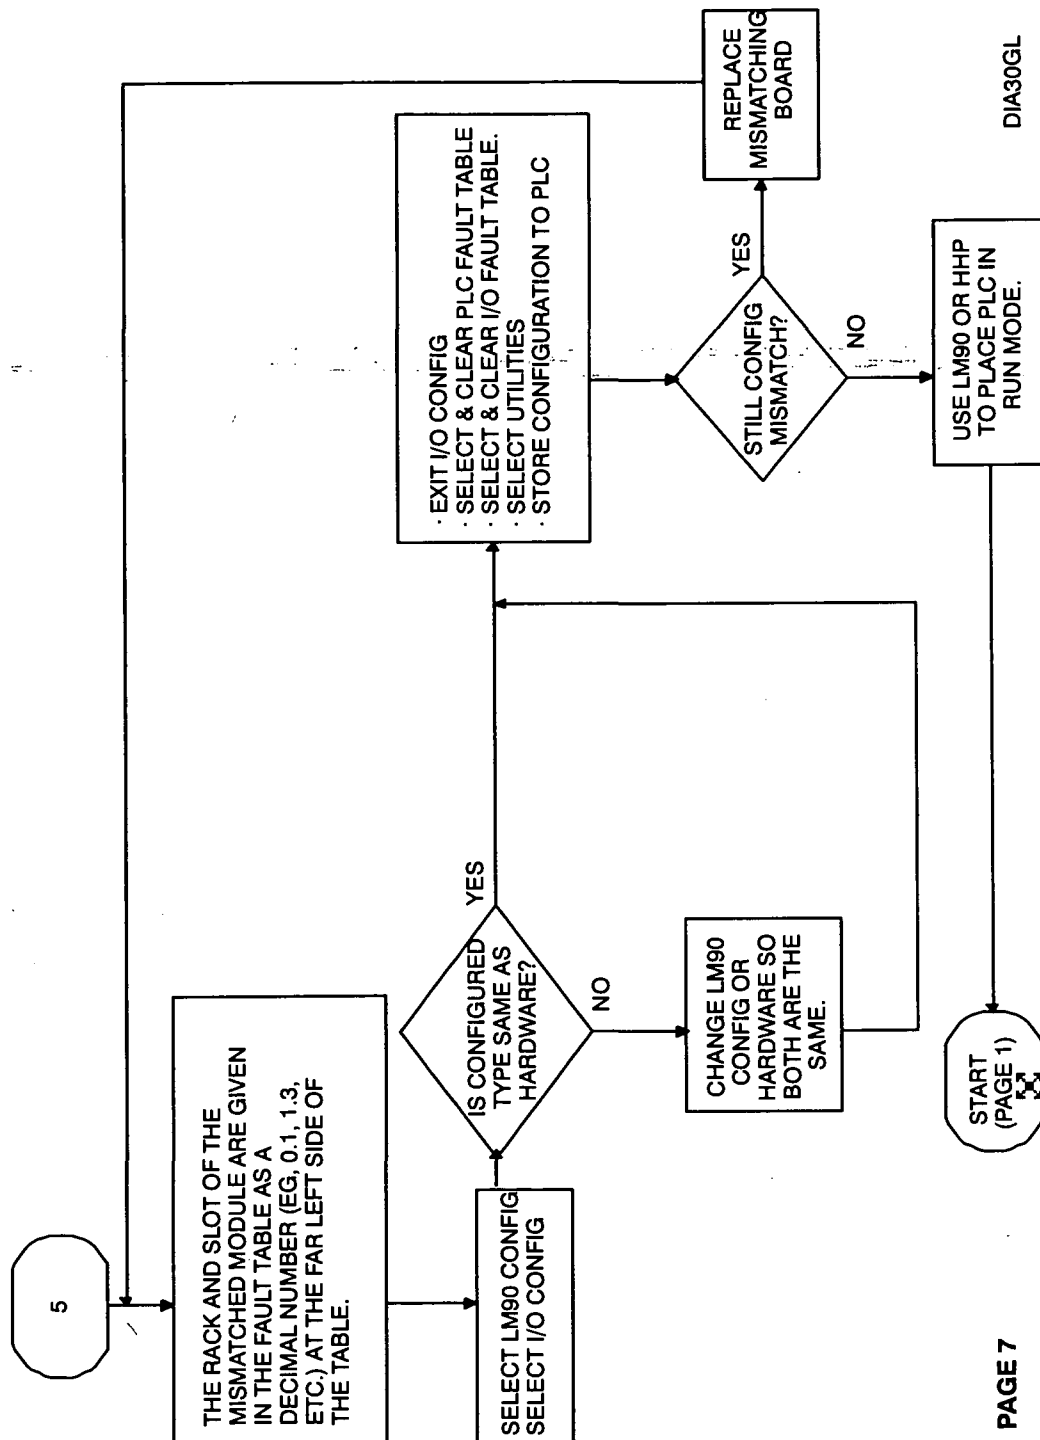 5
THE RACK AND SLOT OF THE
MISMATCHED MODULE ARE GIVEN
IN THE FAULT TABLE AS A
DECIMAL NUMBER (EG, 0.1, 1.3,
ETC.) AT THE FAR LEFT SIDE OF
THE TABLE.
SELECT LM90 CONFIG
SELECT I/O CONFIG
IS CONFIGURED
TYPE SAME AS
HARDWARE?
YES
NO
CHANGE LM90
CONFIG OR
HARDWARE SO
BOTH ARE THE
SAME.
· EXIT I/O CONFIG
· SELECT & CLEAR PLC FAULT TABLE
· SELECT & CLEAR I/O FAULT TABLE.
· SELECT UTILITIES
· STORE CONFIGURATION TO PLC
STILL CONFIG
MISMATCH?
YES
NO
REPLACE
MISMATCHING
BOARD
USE LM90 OR HHP
TO PLACE PLC IN
RUN MODE.
START
(PAGE 1)
PAGE 7
DIA30GL